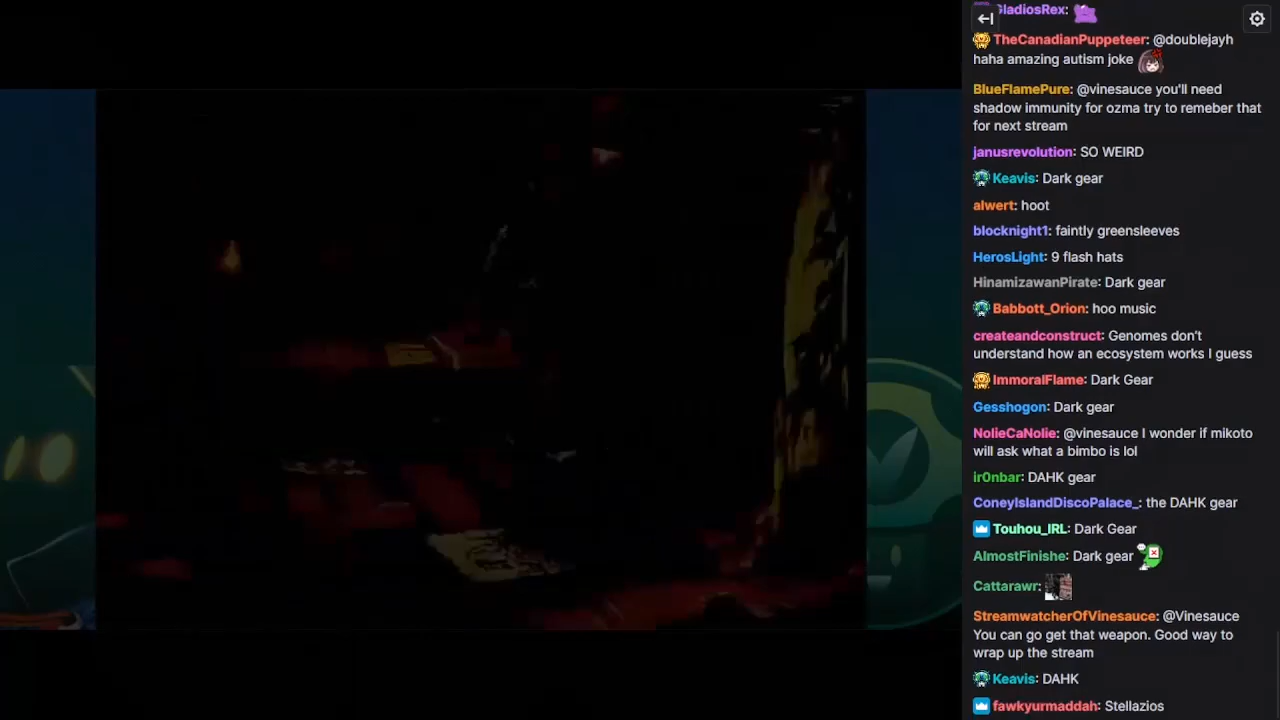 GladiosRex:
TheCanadianPuppeteer: @doublejayh
haha amazing autism joke
BlueFlamePure: @vinesauce you'll need
shadow immunity for ozma try to remeber that
for next stream
janusrevolution: SO WEIRD
Keavis: Dark gear
alwert: hoot
blocknight1: faintly greensleeves
HerosLight: 9 flash hats
HinamizawanPirate: Dark gear
Babbott_Orion: hoo music
createandconstruct: Genomes don't
understand how an ecosystem works I guess
ImmoralFlame: Dark Gear
Gesshogon: Dark gear
NolieCaNolie: @vinesauce I wonder if mikoto
will ask what a bimbo is lol
ir0nbar: DAHK gear
ConeyIslandDiscoPalace_: the DAHK gear
Touhou_IRL: Dark Gear
AlmostFinishe: Dark gear
Cattarawr:
StreamwatcherOfVinesauce: @Vinesauce
You can go get that weapon. Good way to
wrap up the stream
Keavis: DAHK
fawkyurmaddah: Stellazios